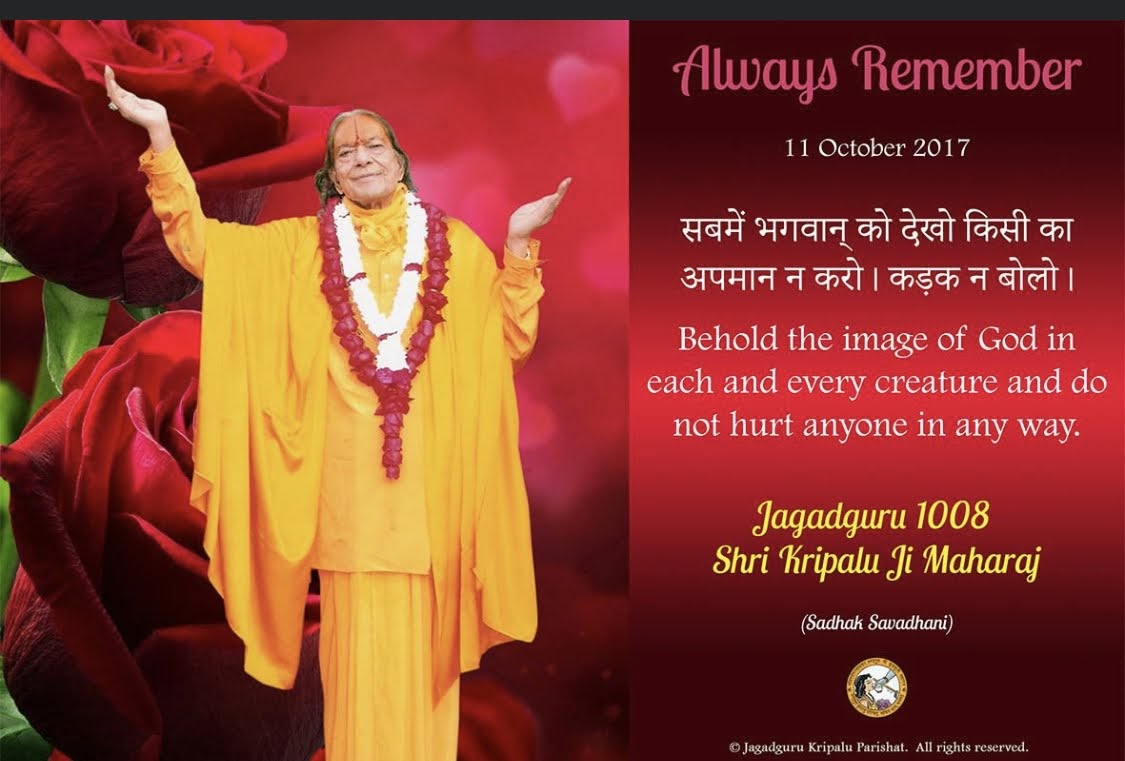 Always Remember
11 October 2017
सबमें भगवान् को देखो किसी का
अपमान न करो। कड़क न बोलो।
Behold the image of God in
each and every creature and do
not hurt anyone in any way.
Jagadguru 1008
Shri Kripalu Ji Maharaj
(Sadhak Savadhani)
© Jagadguru Kripalu Parishat. All rights reserved.